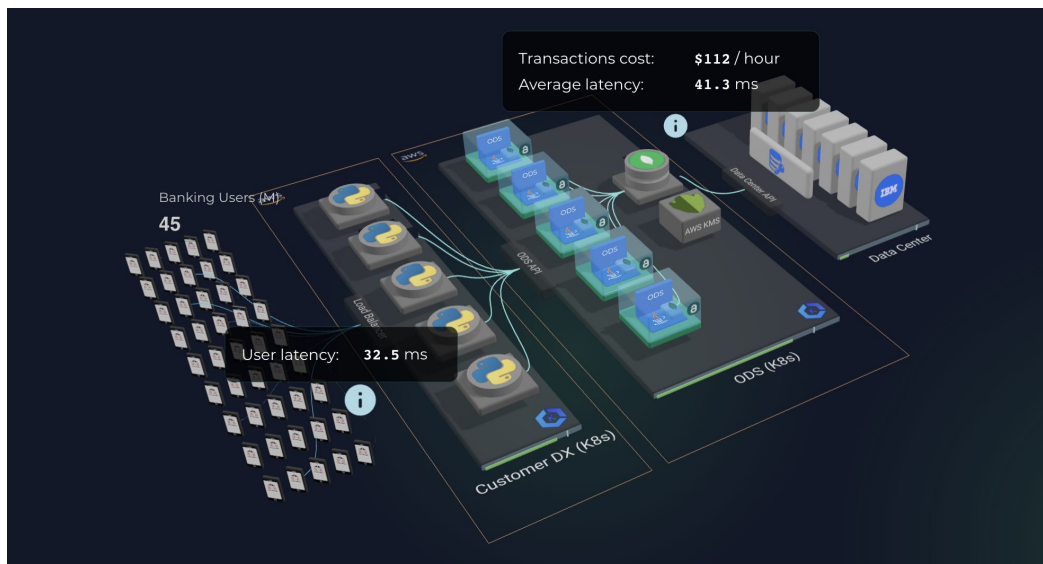 Transactions cost: $112 / hour
Average latency: 41.3 ms
aws
ODS
ODS
ODS
ODS
ODS
AWS KMS
Data Center API
IBM
Data Center
Banking Users (M)
45
ODS API
Load Balancer
User latency: 32.5 ms
ODS (K8s)
Customer DX (K8s)